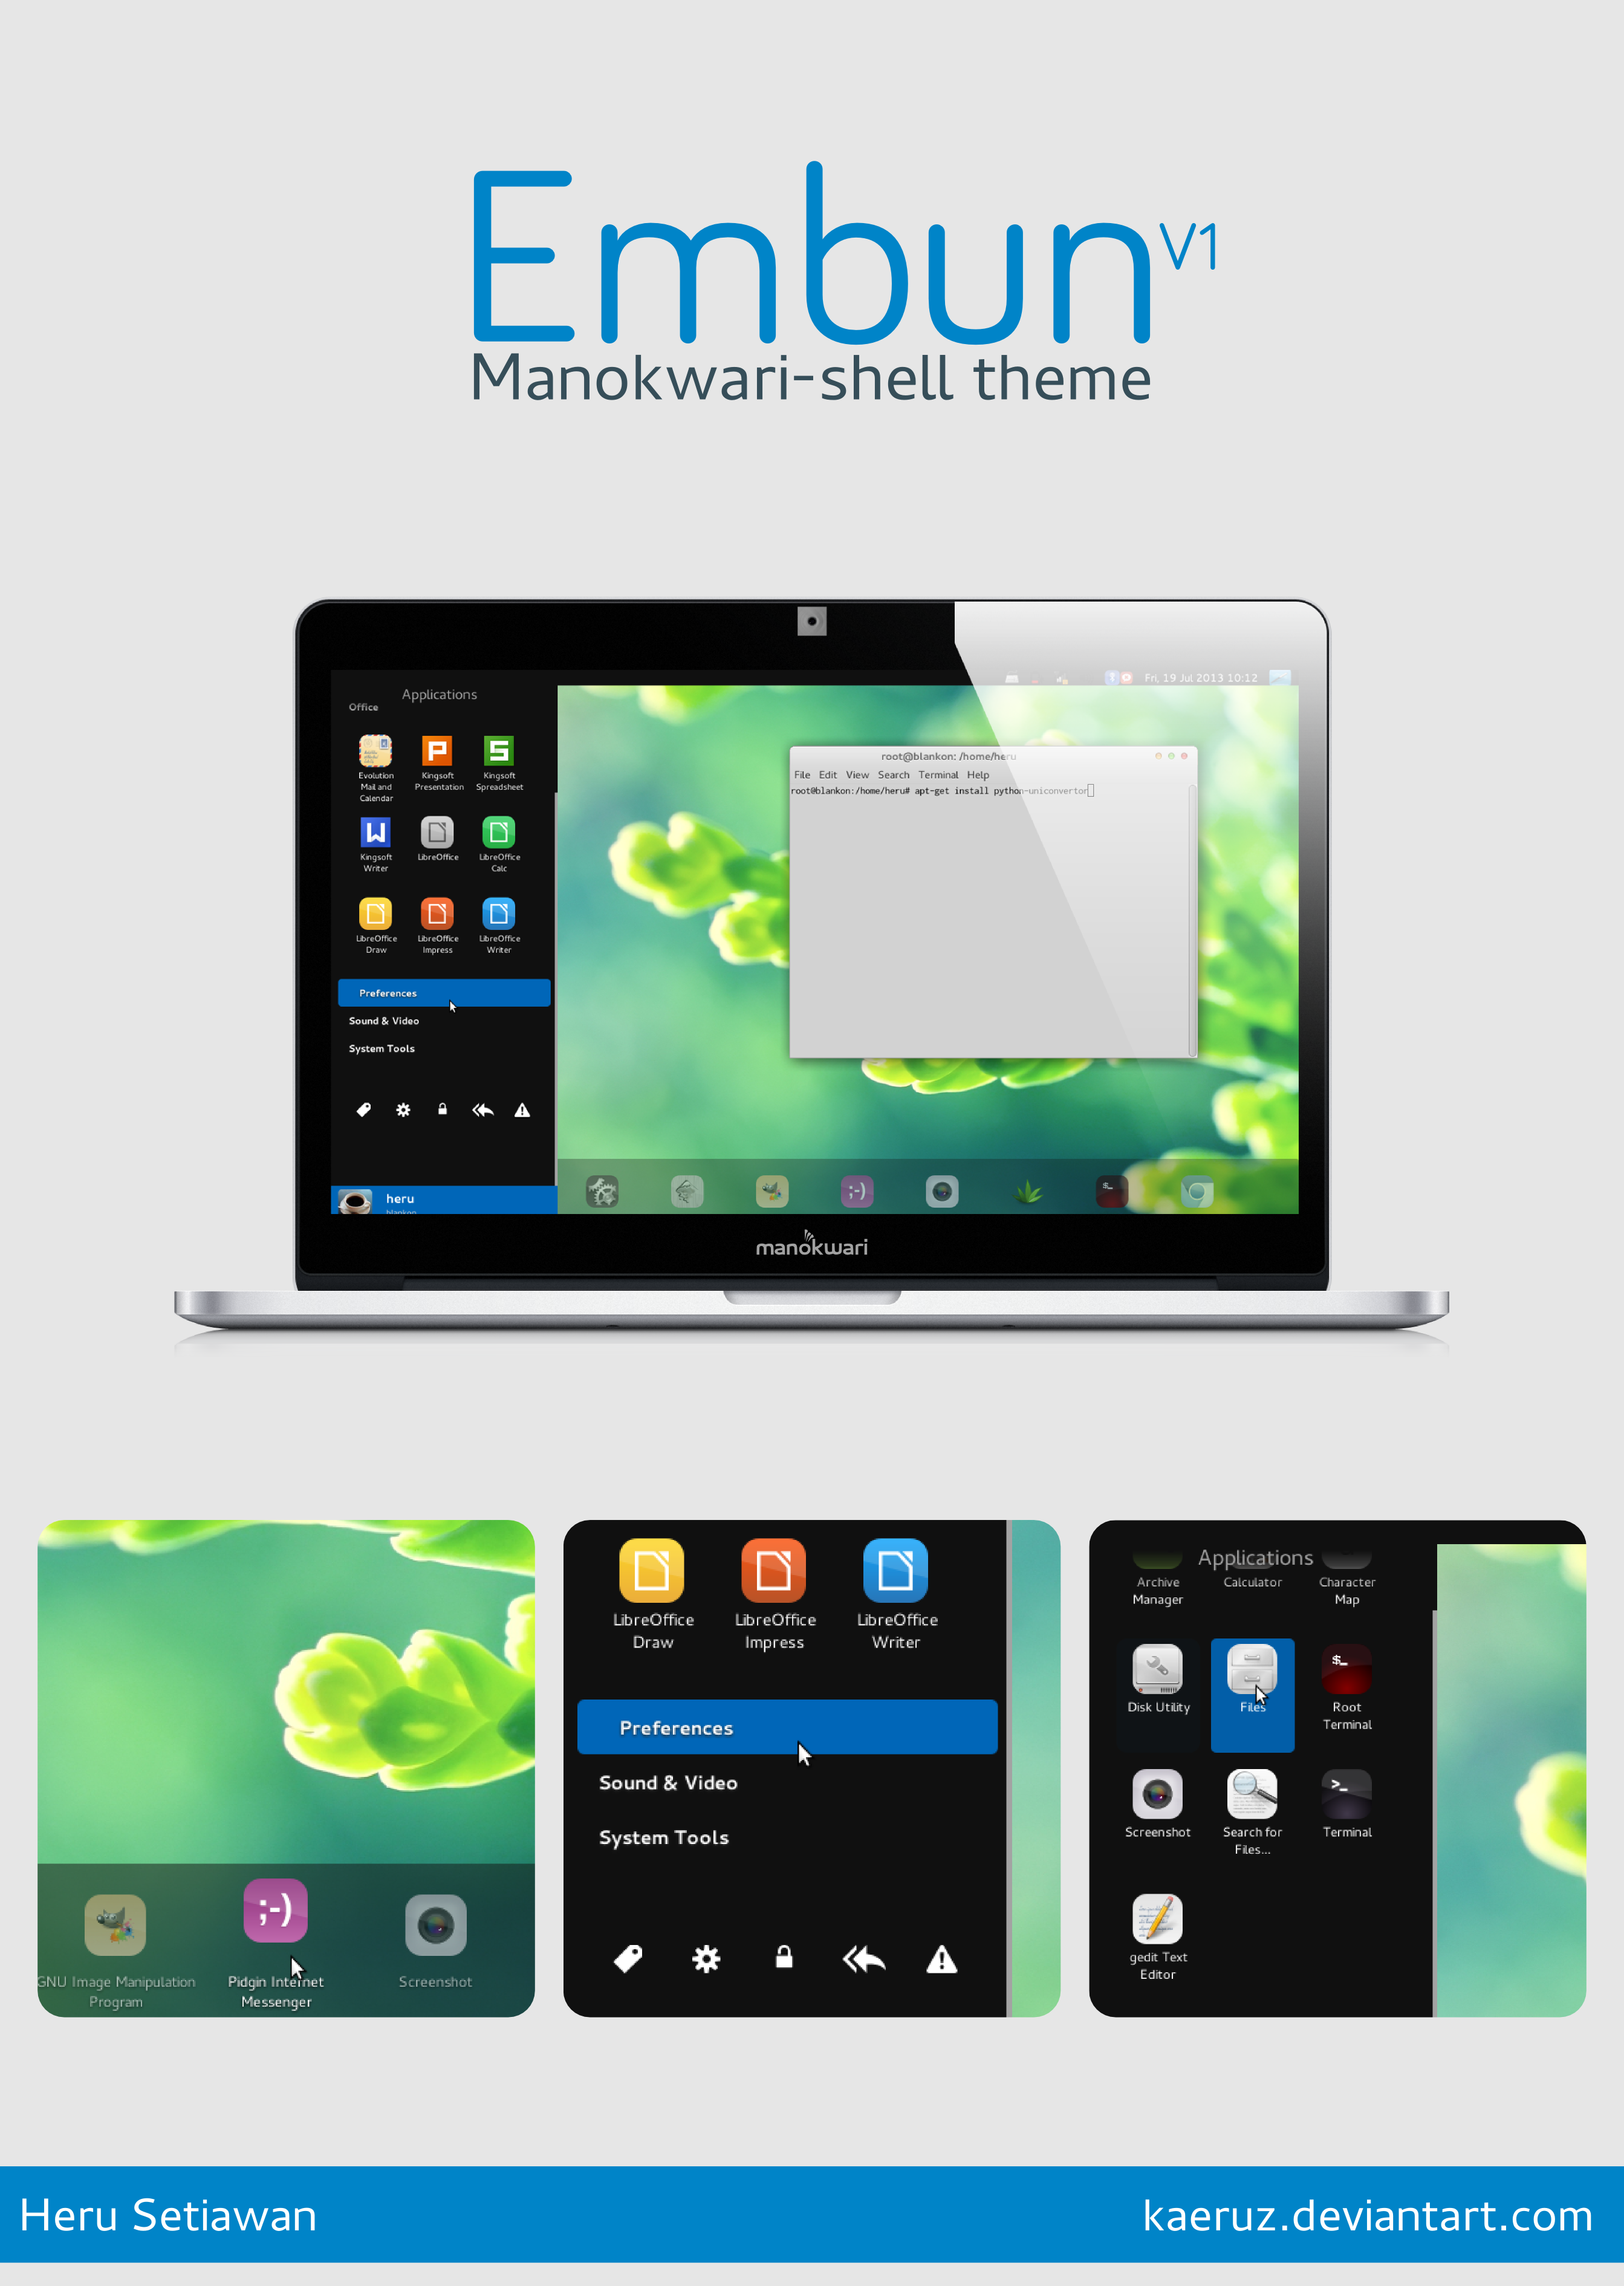 Embun V1
Manokwari-shell theme
Fri, 19 Jul 2013 10:12
Applications
Office
Evolution
Mail and
Calendar
Kingsoft
Presentation
Kingsoft
Spreadsheet
Kingsoft
Writer
LibreOffice
LibreOffice
Calc
LibreOffice
Draw
LibreOffice
Impress
LibreOffice
Writer
Preferences
Sound & Video
System Tools
heru
blankon
root@blankon: /home/heru
File Edit View Search Terminal Help
root@blankon:/home/heru# apt-get install python-uniconvertor
;-)
$_
manokwari
;-)
GNU Image Manipulation
Program
Pidgin Internet
Messenger
Screenshot
LibreOffice
Draw
LibreOffice
Impress
LibreOffice
Writer
Preferences
Sound & Video
System Tools
Applications
Archive
Manager
Calculator
Character
Map
Disk Utility
Files
$_
Root
Terminal
Screenshot
Search for
Files...
>_
Terminal
gedit Text
Editor
Heru Setiawan
kaeruz.deviantart.com